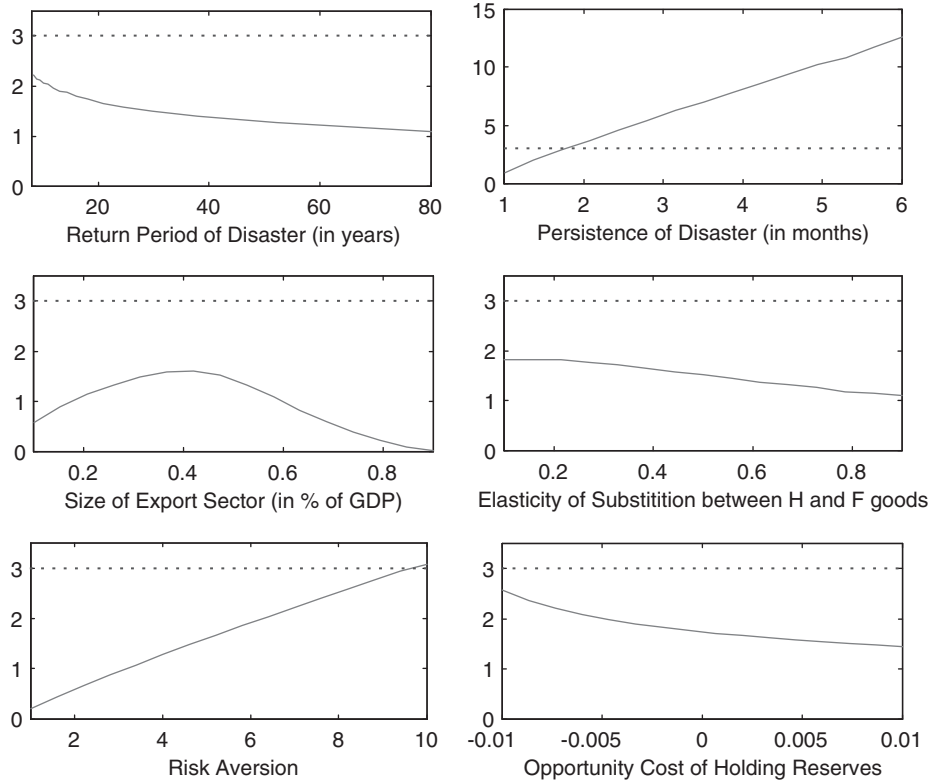 3
2
1
0
20 40 60 80
Return Period of Disaster (in years)
15
10
5
0
1 2 3 4 5 6
Persistence of Disaster (in months)
3
2
1
0
0.2 0.4 0.6 0.8
Size of Export Sector (in % of GDP)
3
2
1
0
0.2 0.4 0.6 0.8
Elasticity of Substitition between H and F goods
3
2
1
0
2 4 6 8 10
Risk Aversion
3
2
1
0
-0.01 -0.005 0 0.005 0.01
Opportunity Cost of Holding Reserves